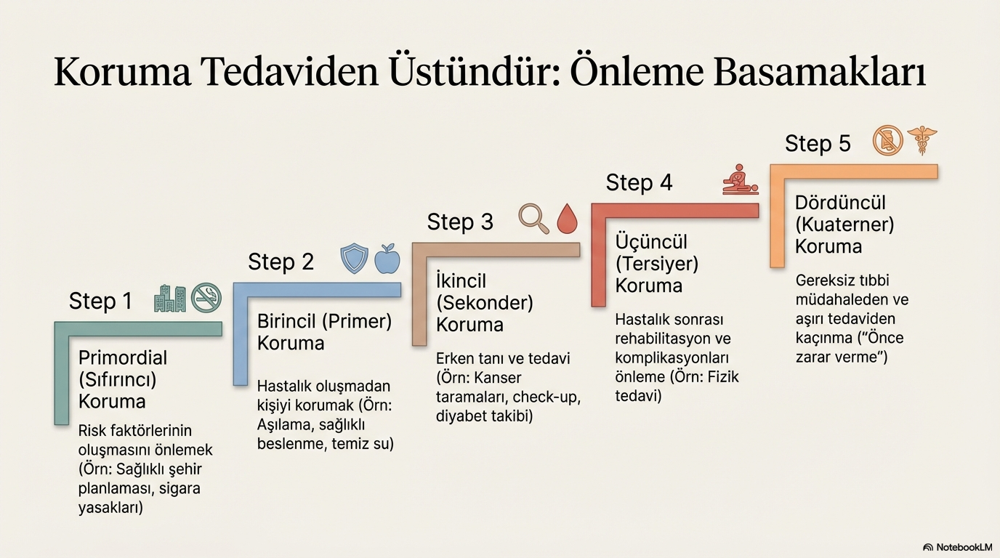 Koruma Tedaviden Üstündür: Önleme Basamakları
Step 1
Primordial
(Sıfırıncı)
Koruma
Risk faktörlerinin
oluşmasını önlemek
(Örn: Sağlıklı şehir
planlaması, sigara
yasakları)
Step 2
Birincil (Primer)
Koruma
Hastalık oluşmadan
kişiyi korumak (Örn:
Aşılama, sağlıklı
beslenme, temiz su)
Step 3
İkincil
(Sekonder)
Koruma
Erken tanı ve tedavi
(Örn: Kanser
taramaları, check-up,
diyabet takibi)
Step 4
Üçüncül
(Tersiyer)
Koruma
Hastalık sonrası
rehabilitasyon ve
komplikasyonları
önleme (Örn: Fizik
tedavi)
Step 5
Dördüncül
(Kuaterner)
Koruma
Gereksiz tıbbi
müdahaleden ve
aşırı tedaviden
kaçınma (“Önce
zarar verme”)
NotebookLM